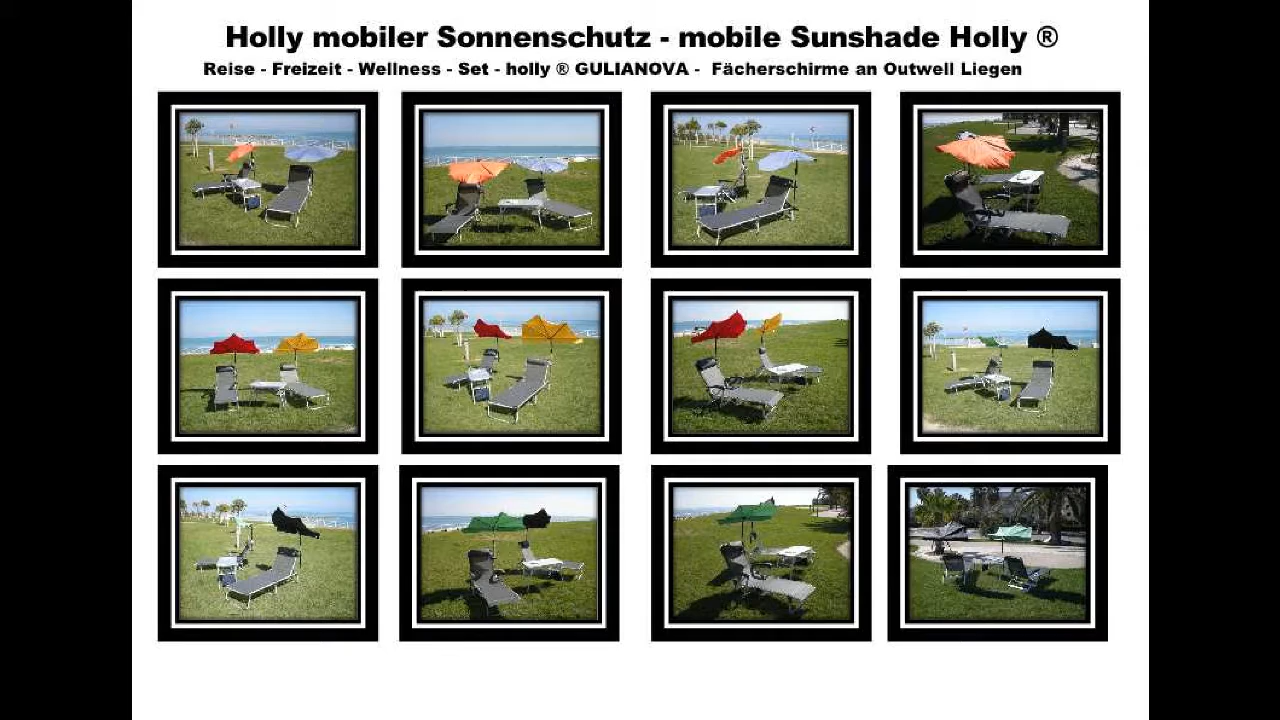 Holly mobiler Sonnenschutz - mobile Sunshade Holly ®
Reise - Freizeit - Wellness - Set - holly ® GULIANOVA - Fächerschirme an Outwell Liegen